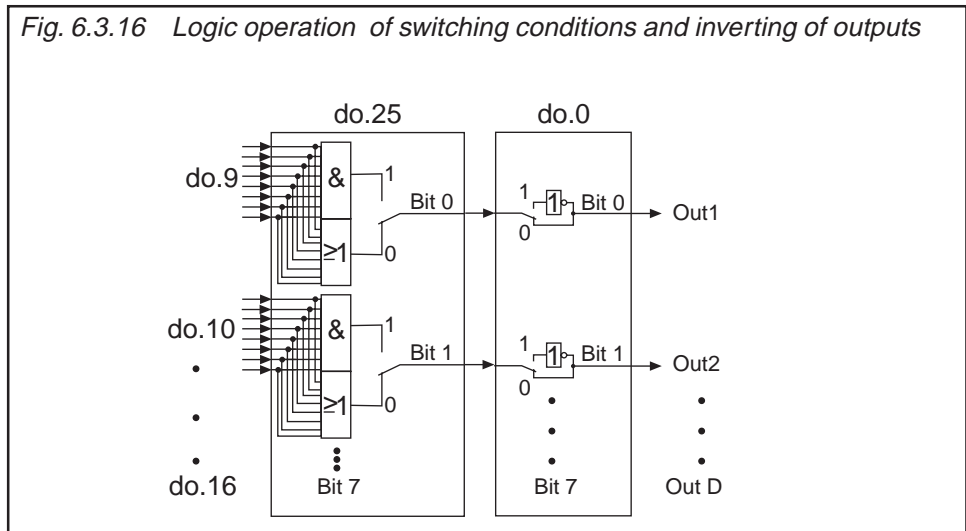 Fig. 6.3.16 Logic operation of switching conditions and inverting of outputs
do.25 do.0
do.9 & 1 Bit 0 1 1 Bit 0 Out1
≥1 0 0
do.10 & 1 Bit 1 1 1 Bit 1 Out2
≥1 0 0
do.16 Bit 7 Bit 7 Out D